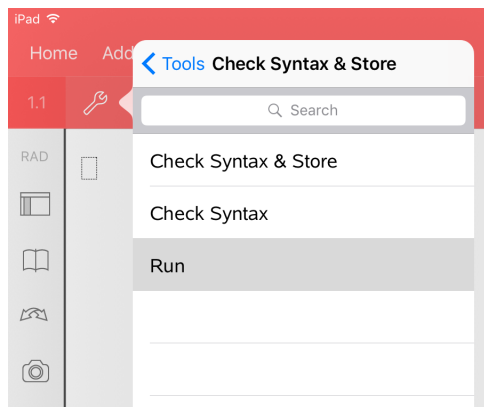 iPad
Home Add
Tools Check Syntax & Store
1.1
Search
RAD
Check Syntax & Store
Check Syntax
Run